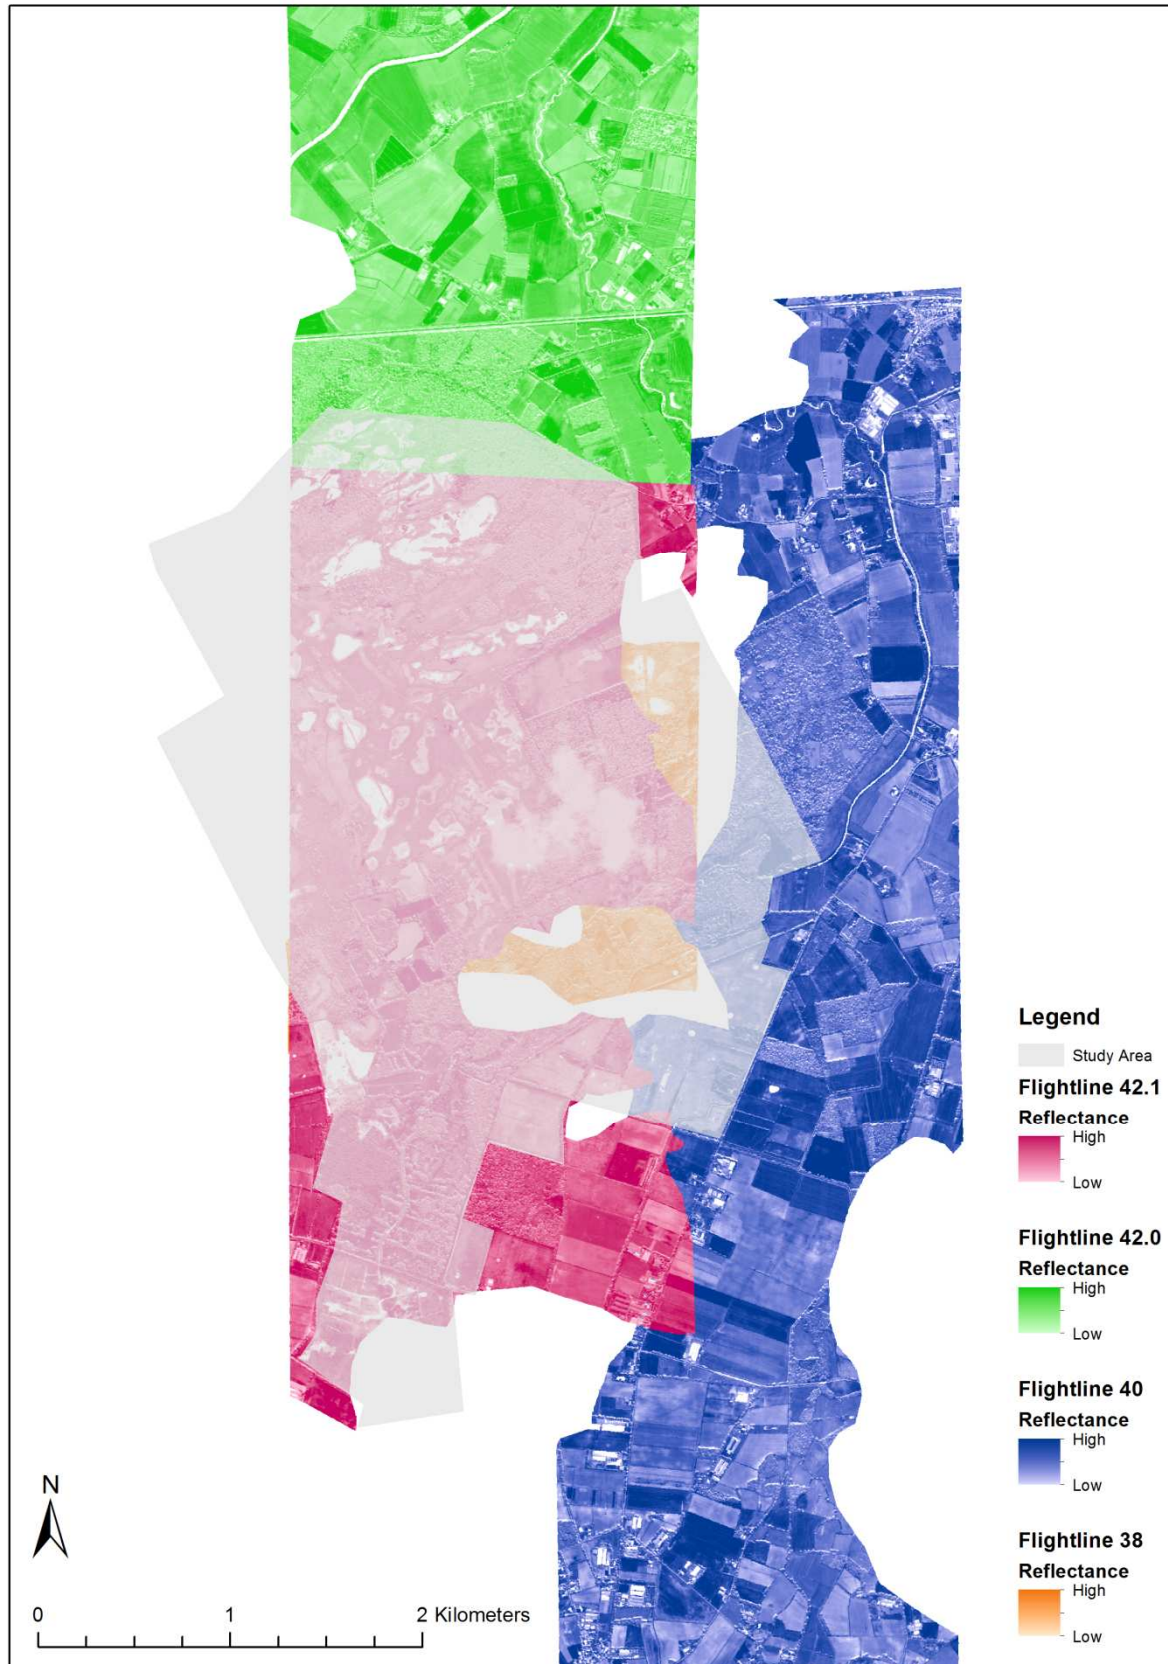 Legend
Study Area
Flightline 42.1
Reflectance
High
Low
Flightline 42.0
Reflectance
High
Low
Flightline 40
Reflectance
High
Low
Flightline 38
Reflectance
High
Low
N
0 1 2 Kilometers